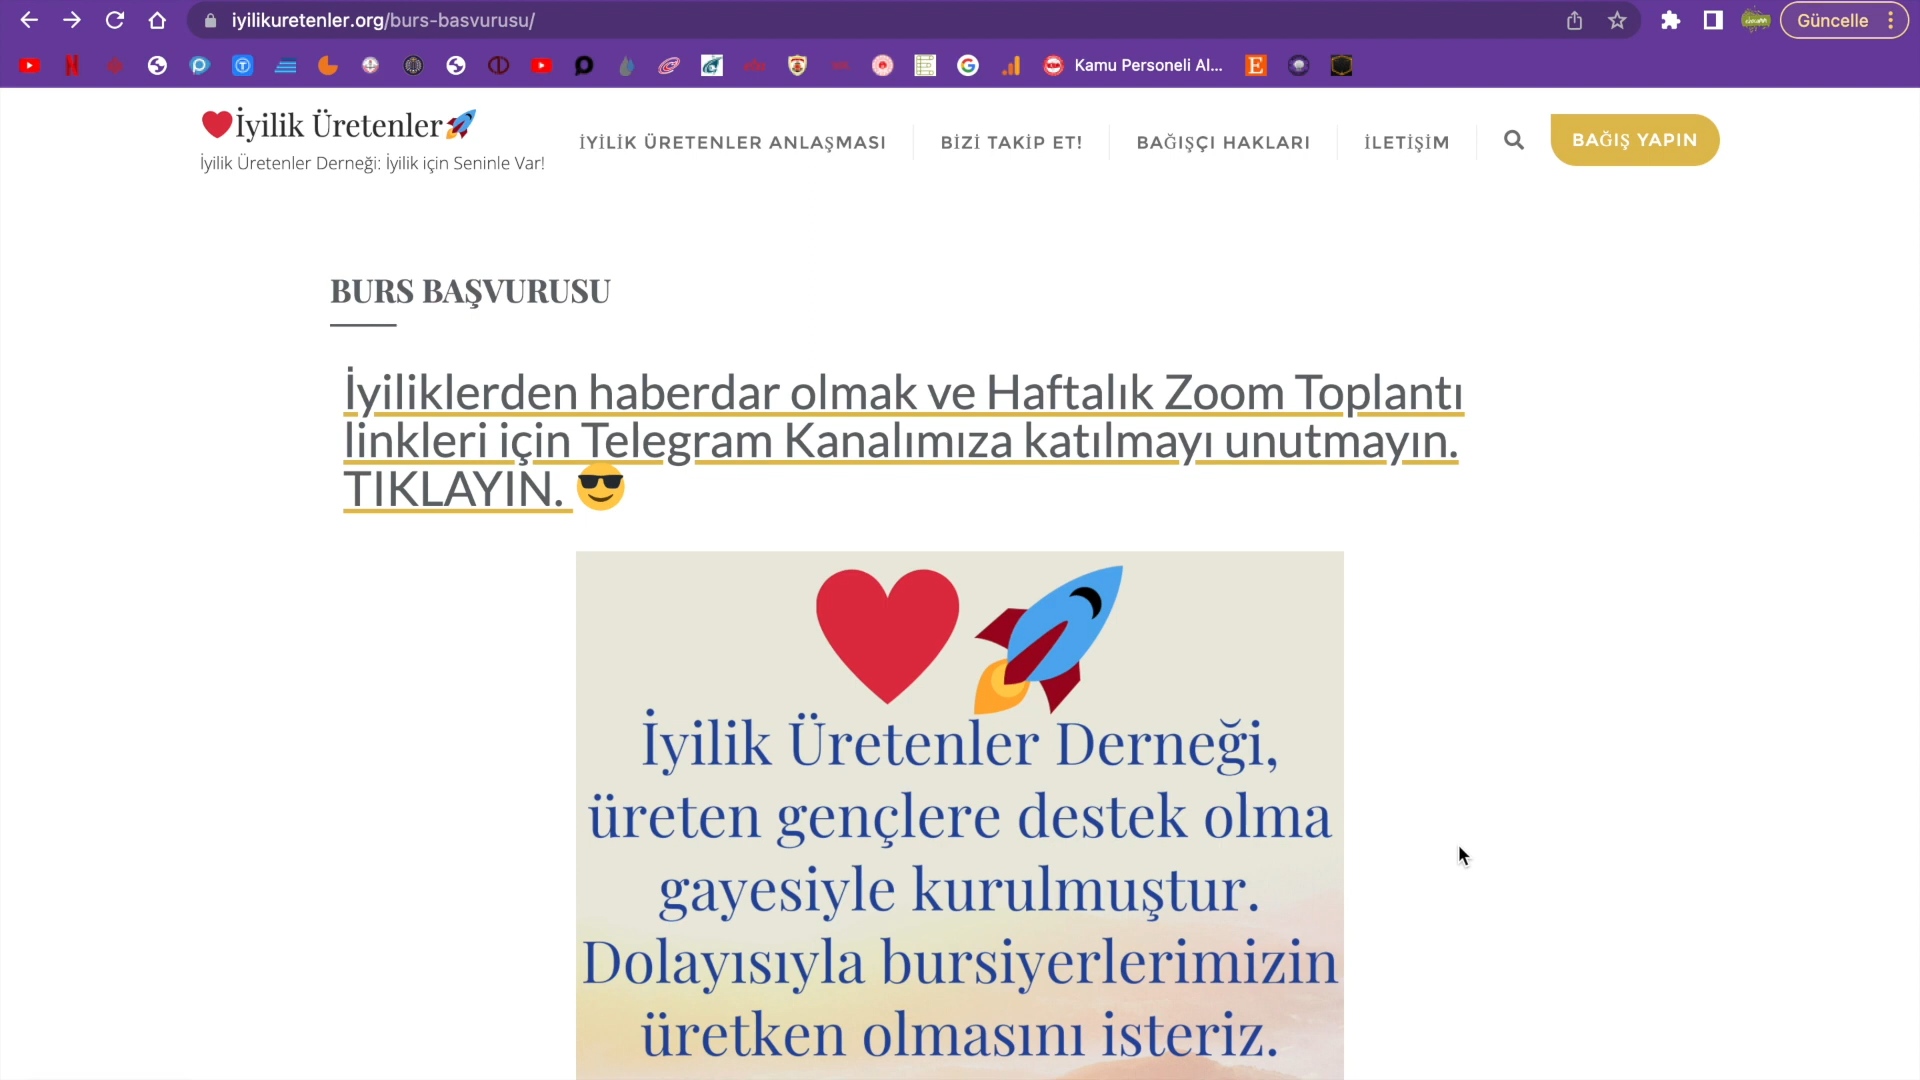 iyilikuretenler.org/burs-basvurusu/
Güncelle
Kamu Personeli Al...
İyilik Üretenler
İyilik Üretenler Derneği: İyilik için Seninle Var!
İYİLİK ÜRETENLER ANLAŞMASI
BİZİ TAKİP ET!
BAĞIŞÇI HAKLARI
İLETİŞİM
BAĞIŞ YAPIN
BURS BAŞVURUSU
İyiliklerden haberdar olmak ve Haftalık Zoom Toplantı
linkleri için Telegram Kanalımıza katılmayı unutmayın.
TIKLAYIN. 😎
İyilik Üretenler Derneği,
üreten gençlere destek olma
gayesiyle kurulmuştur.
Dolayısıyla bursiyerlerimizin
üretken olmasını isteriz.